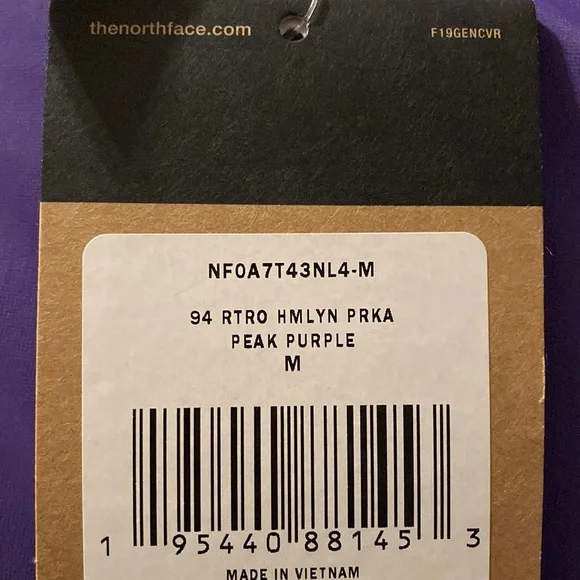 thenorthface.com F19GENCVR
NF0A7T43NL4-M
94 RTRO HMLYN PRKA
PEAK PURPLE
M
1 95440 88145 3
MADE IN VIETNAM